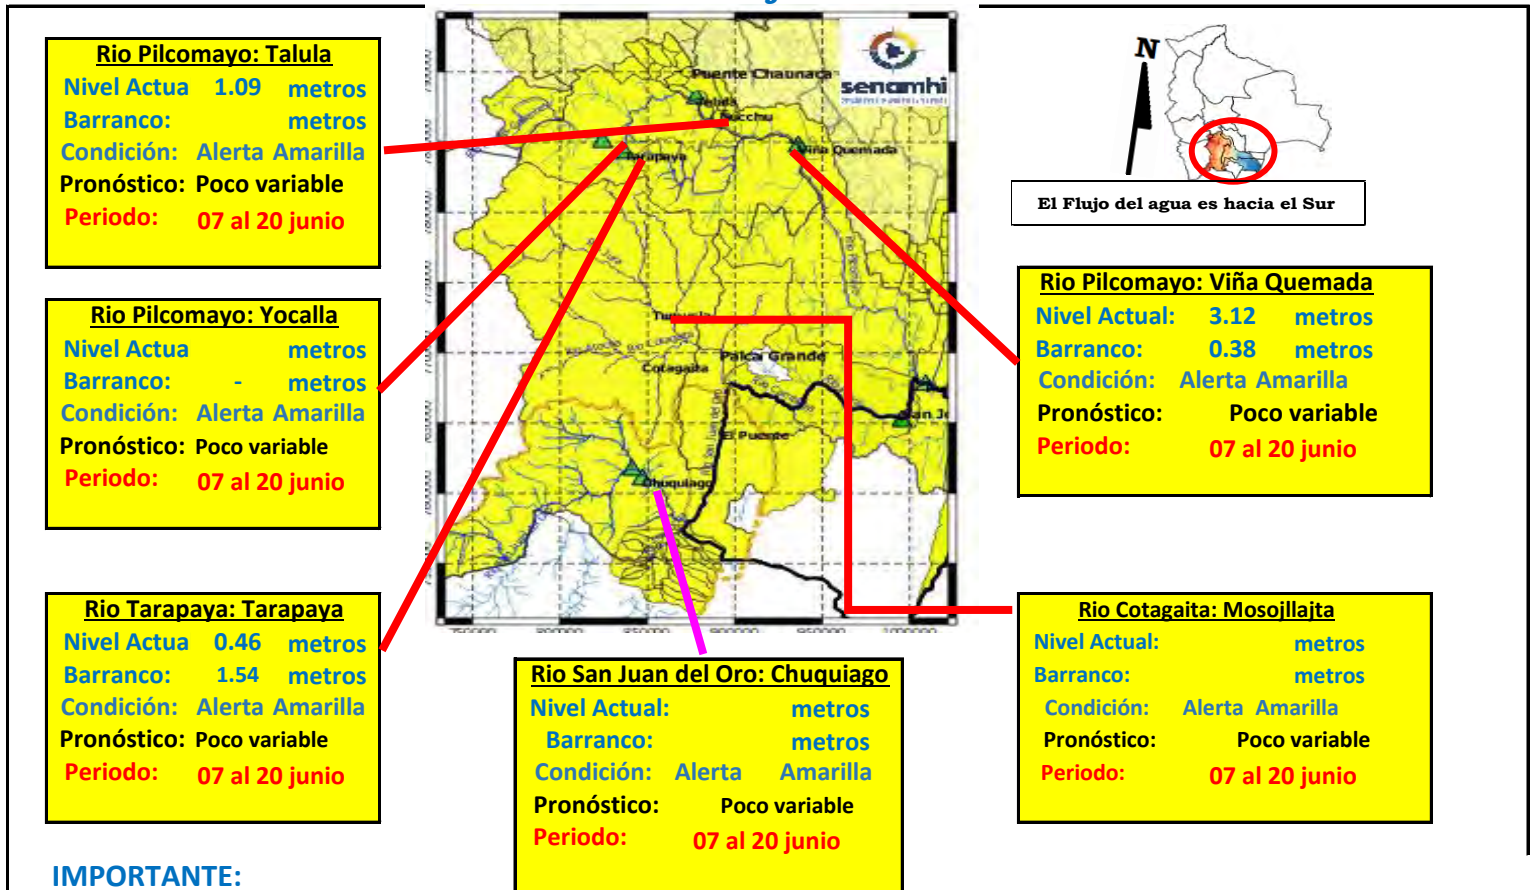 Rio Pilcomayo: Talula
Nivel Actua 1.09 metros
Barranco: metros
Condición: Alerta Amarilla
Pronóstico: Poco variable
Periodo: 07 al 20 junio
Rio Pilcomayo: Yocalla
Nivel Actua metros
Barranco: - metros
Condición: Alerta Amarilla
Pronóstico: Poco variable
Periodo: 07 al 20 junio
Rio Tarapaya: Tarapaya
Nivel Actua 0.46 metros
Barranco: 1.54 metros
Condición: Alerta Amarilla
Pronóstico: Poco variable
Periodo: 07 al 20 junio
senamhi
Puente Chaunaca
Tarapaya
Viña Quemada
Palca Grande
Cotagaita
El Puente
Chuquiago
750000 800000 850000 900000 950000 1000000
Rio San Juan del Oro: Chuquiago
Nivel Actual: metros
Barranco: metros
Condición: Alerta Amarilla
Pronóstico: Poco variable
Periodo: 07 al 20 junio
N
El Flujo del agua es hacia el Sur
Rio Pilcomayo: Viña Quemada
Nivel Actual: 3.12 metros
Barranco: 0.38 metros
Condición: Alerta Amarilla
Pronóstico: Poco variable
Periodo: 07 al 20 junio
Rio Cotagaita: Mosojllajta
Nivel Actual: metros
Barranco: metros
Condición: Alerta Amarilla
Pronóstico: Poco variable
Periodo: 07 al 20 junio
IMPORTANTE: